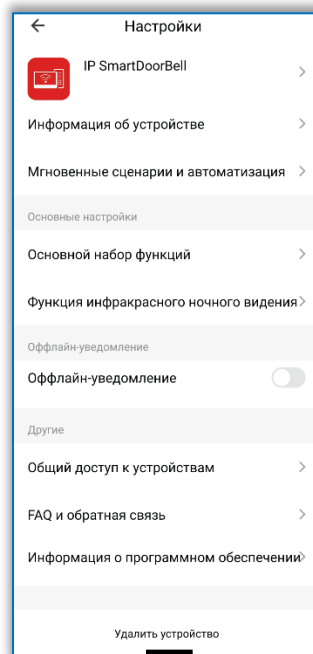 Настройки
IP SmartDoorBell
Информация об устройстве
Мгновенные сценарии и автоматизация
Основные настройки
Основной набор функций
Функция инфракрасного ночного видения
Оффлайн-уведомление
Оффлайн-уведомление
Другие
Общий доступ к устройствам
FAQ и обратная связь
Информация о программном обеспечении
Удалить устройство